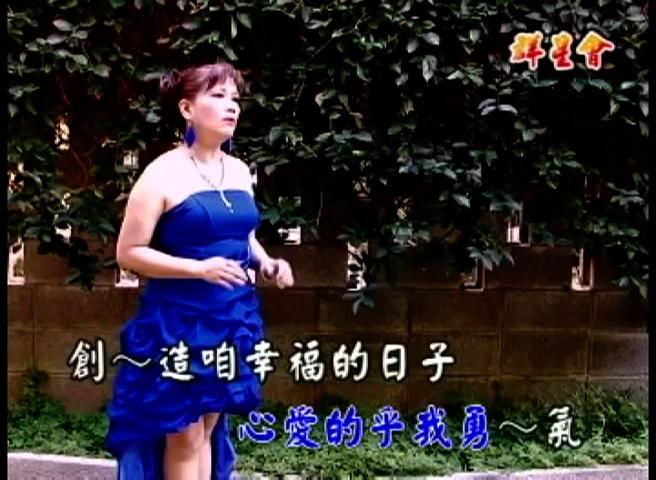 群星會
創～造咱幸福的日子
心愛的乎我勇～氣